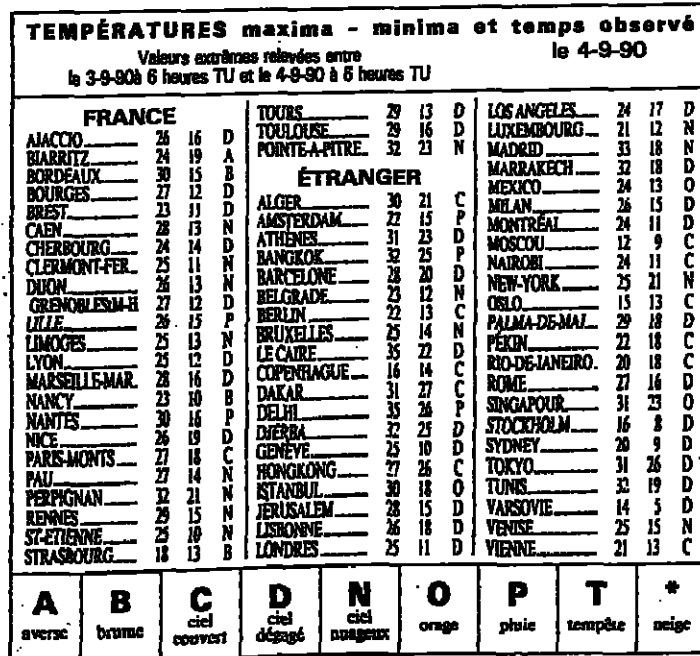 TEMPÉRATURES maxima - minima et temps observé
Valeurs extrêmes relevées entre le 4-9-90
le 3-9-90à 6 heures TU et le 4-9-90 à 6 heures TU
FRANCE
AJACCIO 26 16 D
BIARRITZ 24 19 A
BORDEAUX 30 15 B
BOURGES 27 12 D
BREST 23 11 D
CAEN 28 13 N
CHERBOURG 24 14 D
CLERMONT-FER. 25 11 N
DIJON 26 13 N
GRENOBLE S-M-H 27 12 D
LILLE 26 15 P
LIMOGES 25 13 N
LYON 25 12 D
MARSEILLE-MAR. 28 16 D
NANCY 23 10 B
NANTES 30 16 P
NICE 26 19 D
PARIS-MONTS 27 18 C
PAU 27 14 N
PERPIGNAN 32 21 N
RENNES 29 15 N
ST-ETIENNE 25 10 N
STRASBOURG 18 13 B
TOURS 29 13 D
TOULOUSE 29 16 D
POINTE-A-PITRE 32 23 N
ÉTRANGER
ALGER 30 21 C
AMSTERDAM 22 15 P
ATHÈNES 31 23 D
BANGKOK 32 25 P
BARCELONE 28 20 D
BELGRADE 23 12 N
BERLIN 22 13 C
BRUXELLES 25 14 N
LE CAIRE 35 22 D
COPENHAGUE 16 14 C
DAKAR 31 27 C
DELHI 35 26 P
DJERBA 32 25 D
GENÈVE 25 10 D
HONGKONG 27 26 C
ISTANBUL 30 18 O
JÉRUSALEM 28 15 D
LISBONNE 26 18 D
LONDRES 25 11 D
LOS ANGELES 24 17 D
LUXEMBOURG 21 12 N
MADRID 33 18 N
MARRAKECH 32 18 D
MEXICO 24 13 O
MILAN 26 15 D
MONTRÉAL 24 11 D
MOSCOU 12 9 C
NAIROBI 24 11 C
NEW-YORK 25 21 N
OSLO 15 13 C
PALMA-DE-MAJ. 29 18 D
PÉKIN 22 18 C
RIO-DE-JANEIRO. 20 18 C
ROME 27 16 D
SINGAPOUR 31 23 O
STOCKHOLM 16 8 D
SYDNEY 20 9 D
TOKYO 31 26 D
TUNIS 32 19 D
VARSOVIE 14 5 D
VENISE 25 15 N
VIENNE 21 13 C
A averse
B brume
C ciel couvert
D ciel dégagé
N ciel nuageux
O orage
P pluie
T tempête
* neige